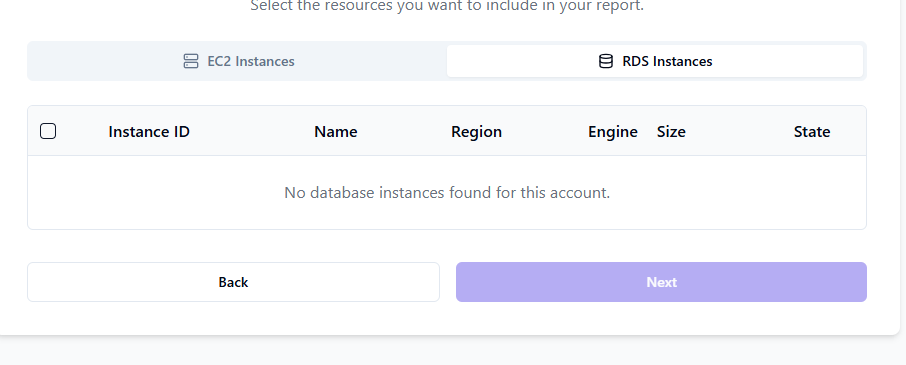 Select the resources you want to include in your report.
EC2 Instances RDS Instances
Instance ID Name Region Engine Size State
No database instances found for this account.
Back Next